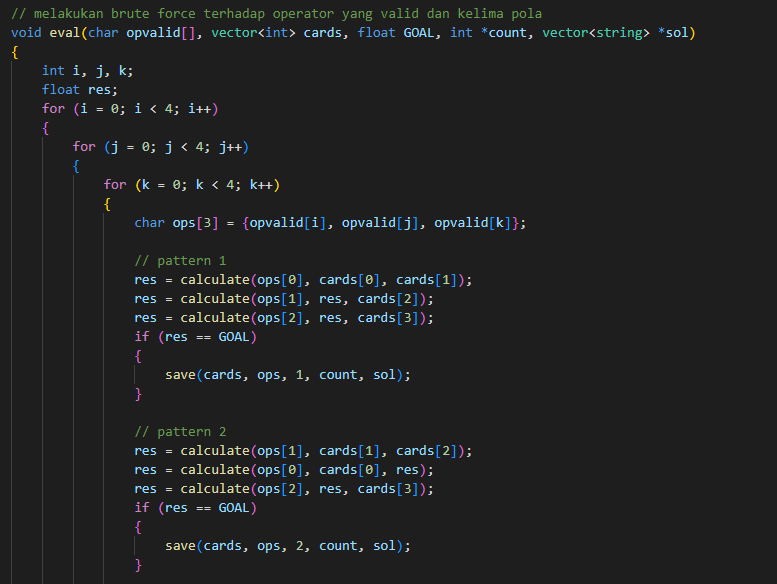 // melakukan brute force terhadap operator yang valid dan kelima pola
void eval(char opvalid[], vector<int> cards, float GOAL, int *count, vector<string> *sol)
{
    int i, j, k;
    float res;
    for (i = 0; i < 4; i++)
    {
        for (j = 0; j < 4; j++)
        {
            for (k = 0; k < 4; k++)
            {
                char ops[3] = {opvalid[i], opvalid[j], opvalid[k]};

                // pattern 1
                res = calculate(ops[0], cards[0], cards[1]);
                res = calculate(ops[1], res, cards[2]);
                res = calculate(ops[2], res, cards[3]);
                if (res == GOAL)
                {
                    save(cards, ops, 1, count, sol);
                }

                // pattern 2
                res = calculate(ops[1], cards[1], cards[2]);
                res = calculate(ops[0], cards[0], res);
                res = calculate(ops[2], res, cards[3]);
                if (res == GOAL)
                {
                    save(cards, ops, 2, count, sol);
                }